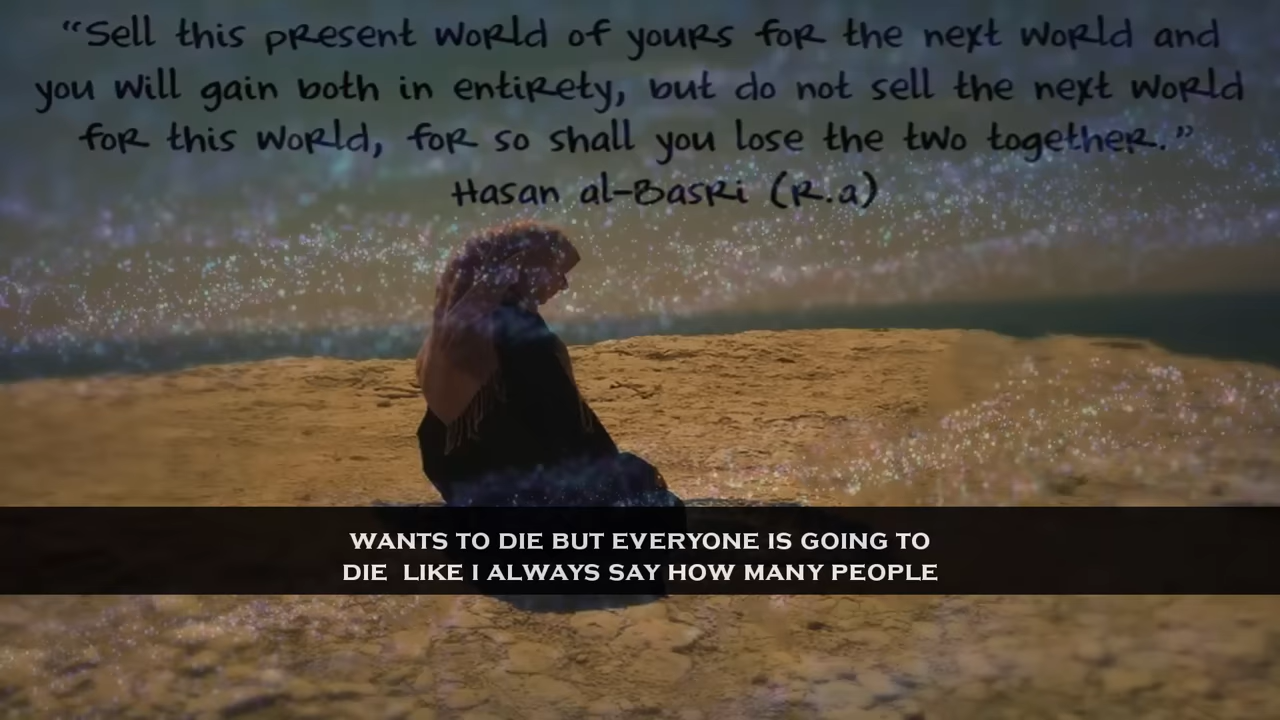 “Sell this present world of yours for the next world and
you will gain both in entirety, but do not sell the next world
for this world, for so shall you lose the two together.”
Hasan al-Basri (R.a)
WANTS TO DIE BUT EVERYONE IS GOING TO
DIE  LIKE I ALWAYS SAY HOW MANY PEOPLE